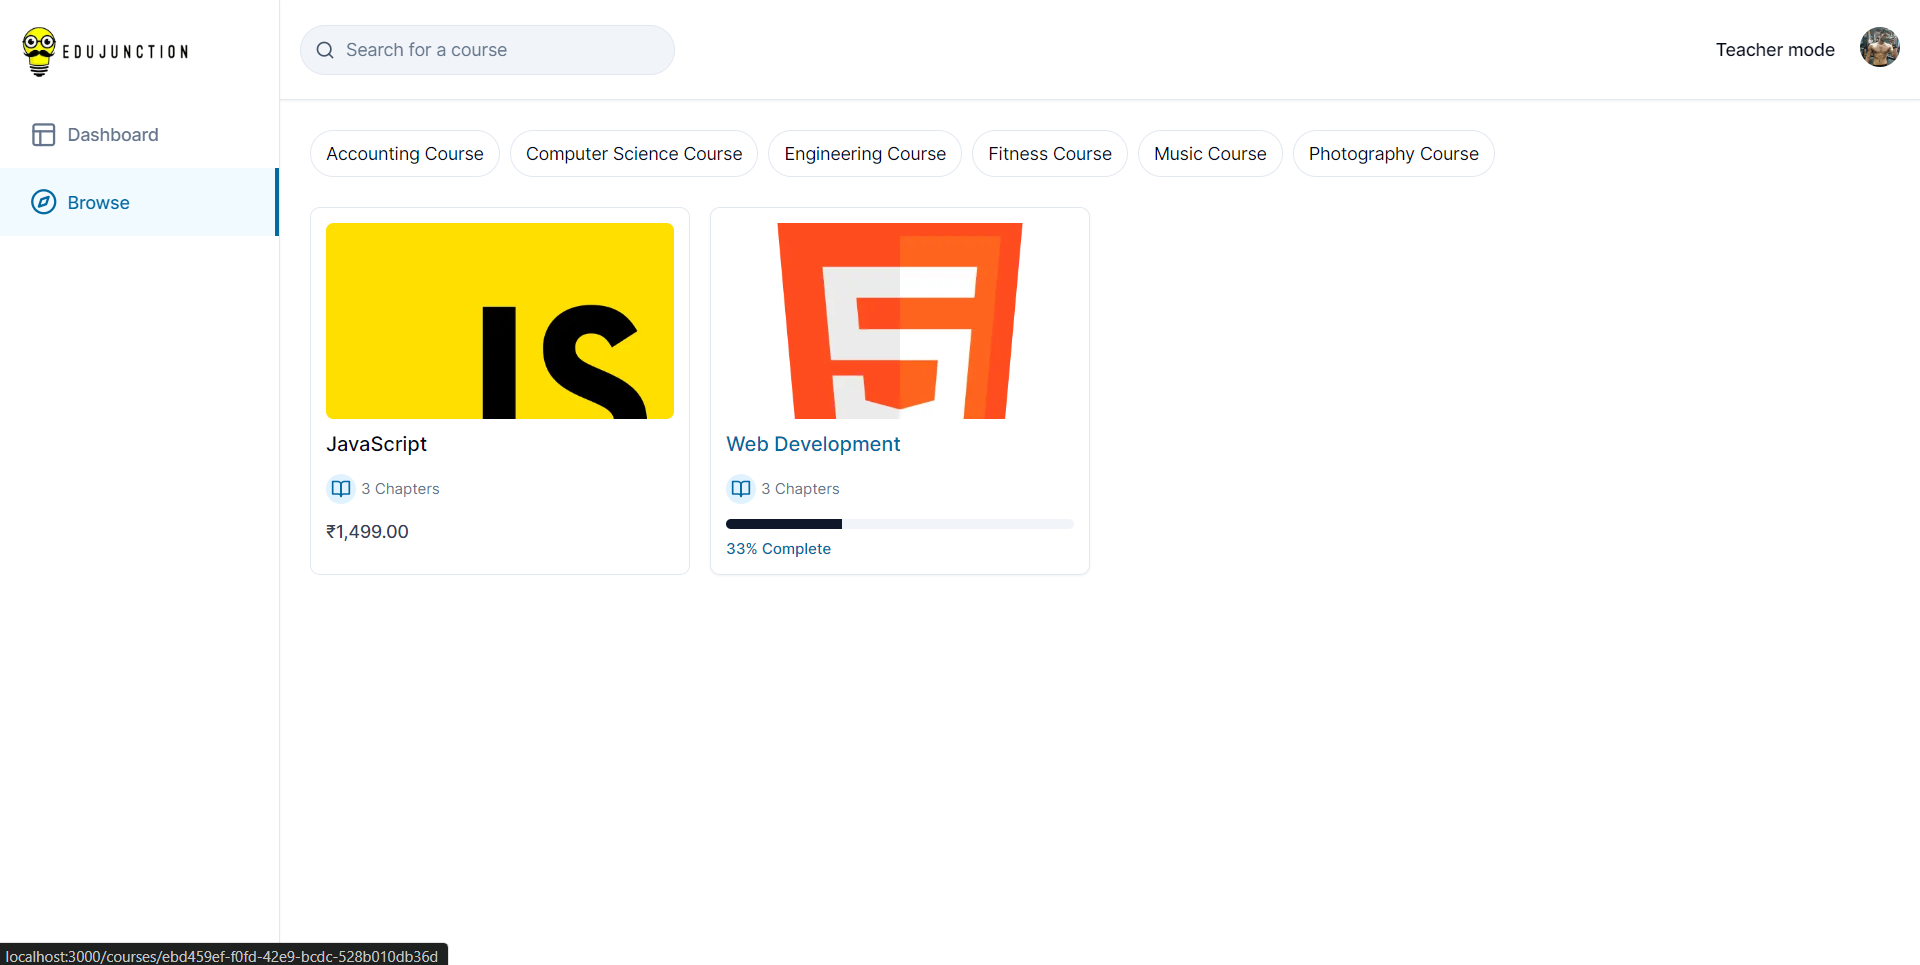 EDUJUNCTION
Search for a course
Teacher mode
Dashboard
Browse
Accounting Course
Computer Science Course
Engineering Course
Fitness Course
Music Course
Photography Course
JS
JavaScript
3 Chapters
₹1,499.00
5
Web Development
3 Chapters
33% Complete
localhost:3000/courses/ebd459ef-f0fd-42e9-bcdc-528b010db36d